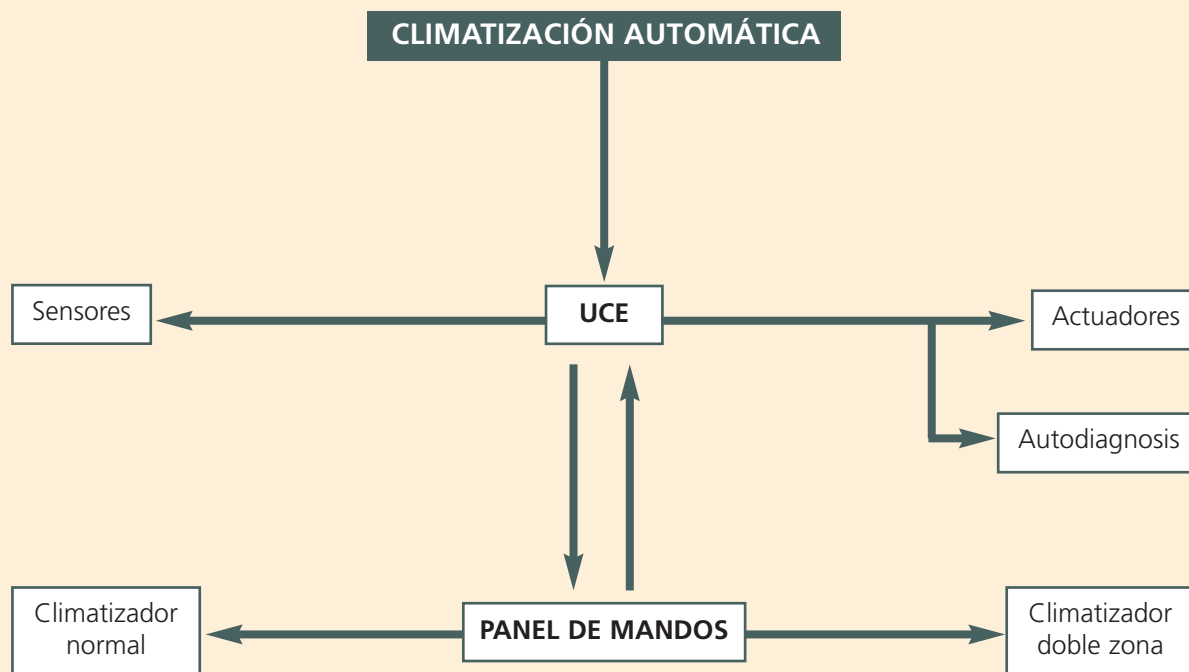 CLIMATIZACIÓN AUTOMÁTICA
Sensores
UCE
Actuadores
Autodiagnosis
Climatizador
normal
PANEL DE MANDOS
Climatizador
doble zona